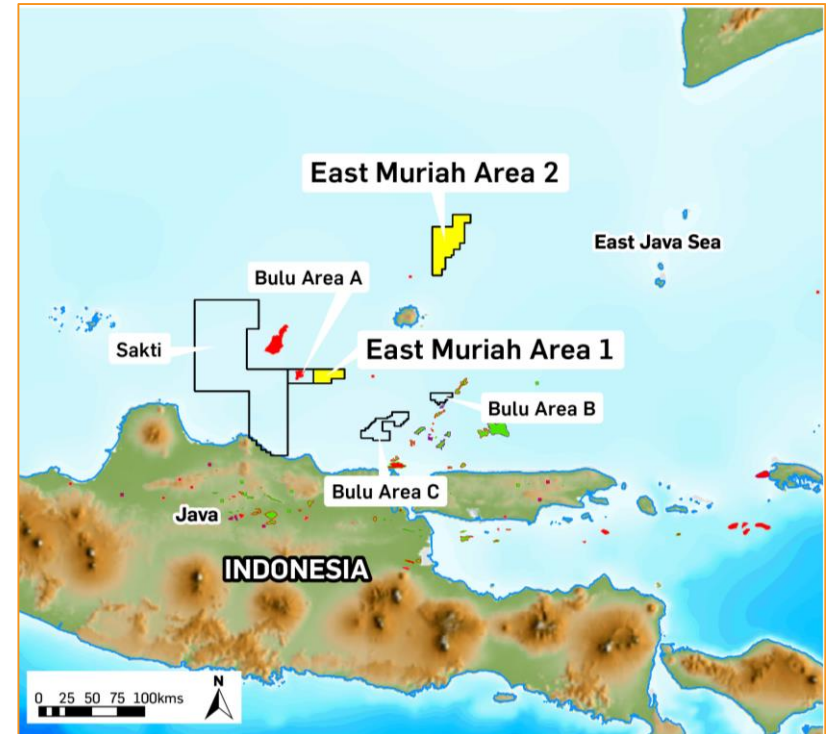 East Muriah Area 2
East Java Sea
Bulu Area A
Sakti
East Muriah Area 1
Bulu Area B
Bulu Area C
Java
INDONESIA
N
0 25 50 75 100kms